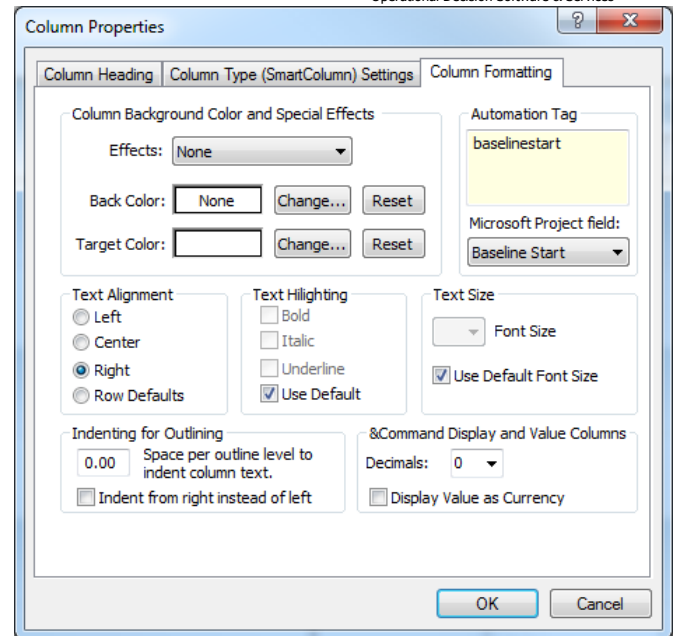 Operational Decision Software & Services
Column Properties
?
X
Column Heading
Column Type (SmartColumn) Settings
Column Formatting
Column Background Color and Special Effects
Effects:
None
Back Color:
None
Change...
Reset
Target Color:
Change...
Reset
Automation Tag
baselinestart
Microsoft Project field:
Baseline Start
Text Alignment
Left
Center
Right
Row Defaults
Text Hilighting
Bold
Italic
Underline
Use Default
Text Size
Font Size
Use Default Font Size
Indenting for Outlining
0.00
Space per outline level to
indent column text.
Indent from right instead of left
&Command Display and Value Columns
Decimals:
0
Display Value as Currency
OK
Cancel